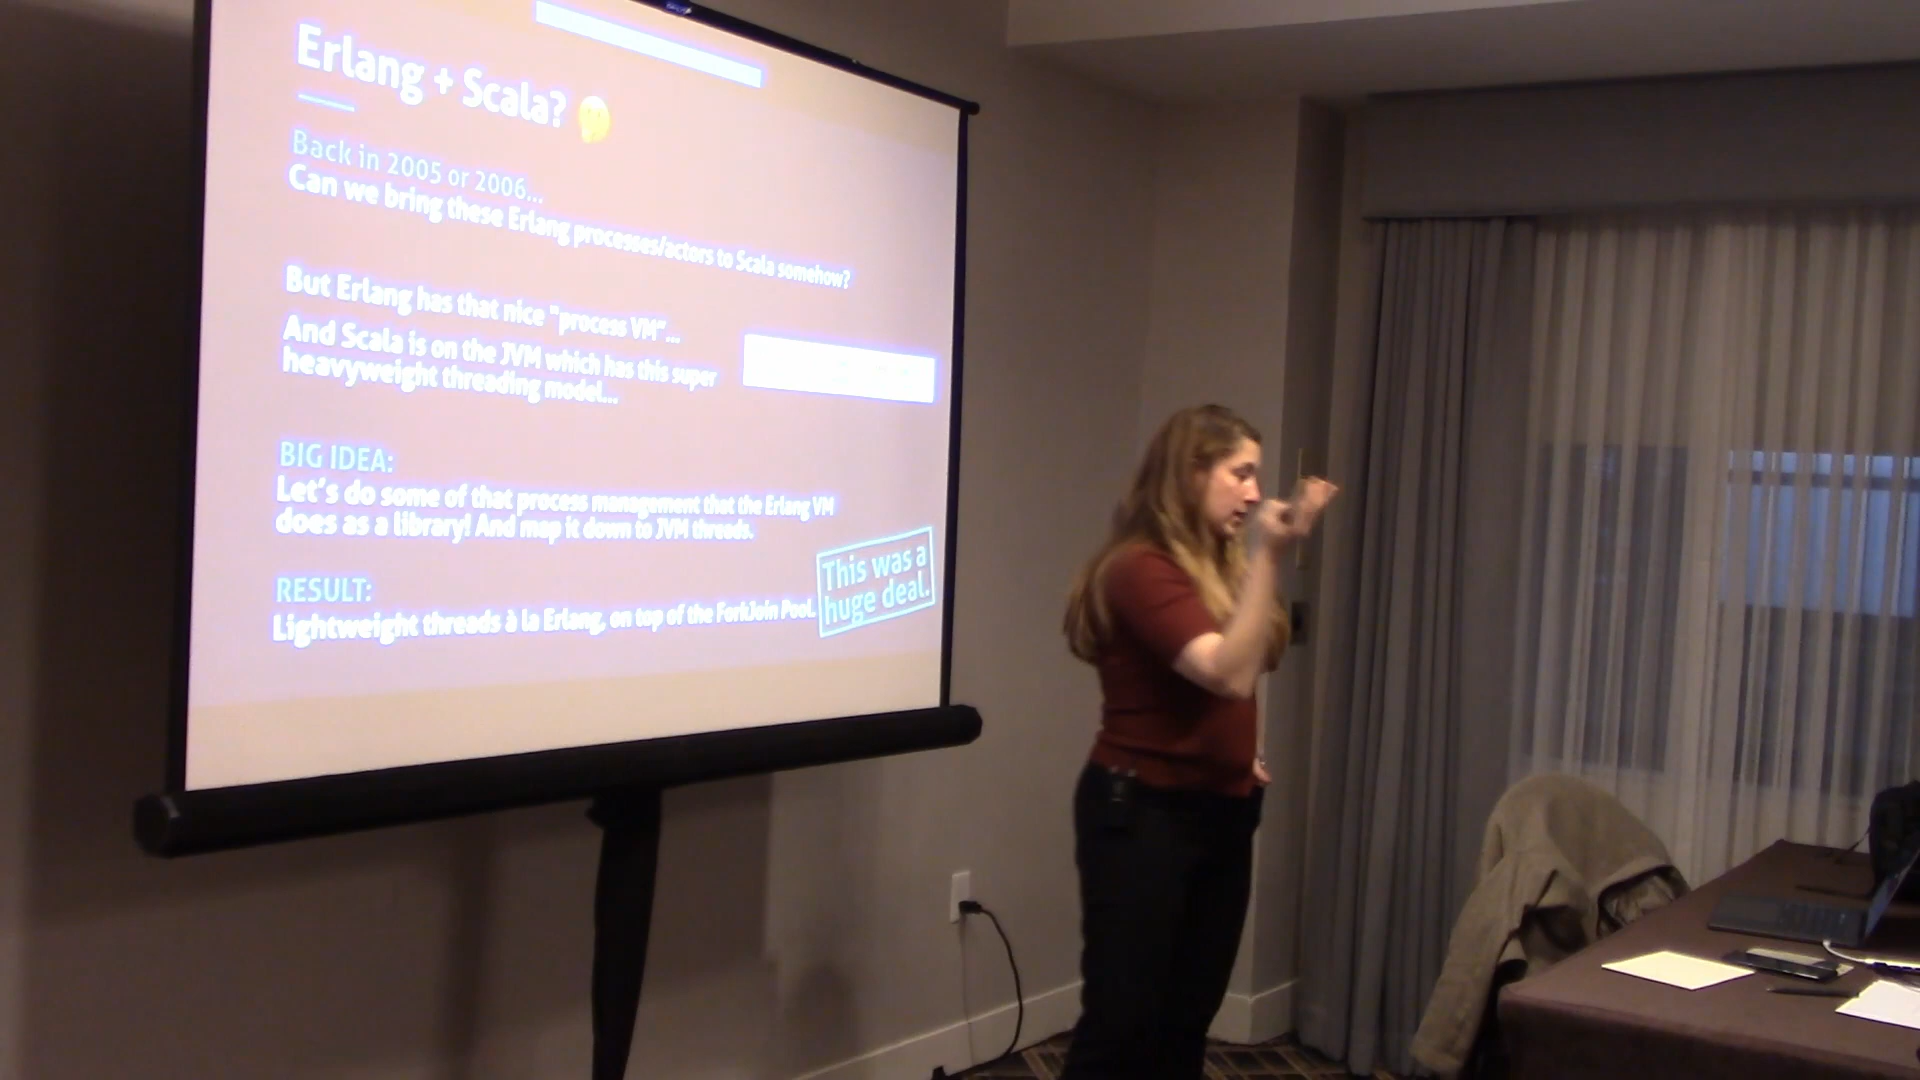 Erlang + Scala?
Back in 2005 or 2006...
Can we bring these Erlang processes/actors to Scala somehow?
But Erlang has that nice "process VM"...
And Scala is on the JVM which has this super
heavyweight threading model...
BIG IDEA:
Let's do some of that process management that the Erlang VM
does as a library! And map it down to JVM threads.
RESULT:
Lightweight threads à la Erlang, on top of the ForkJoin Pool.
This was a
huge deal.